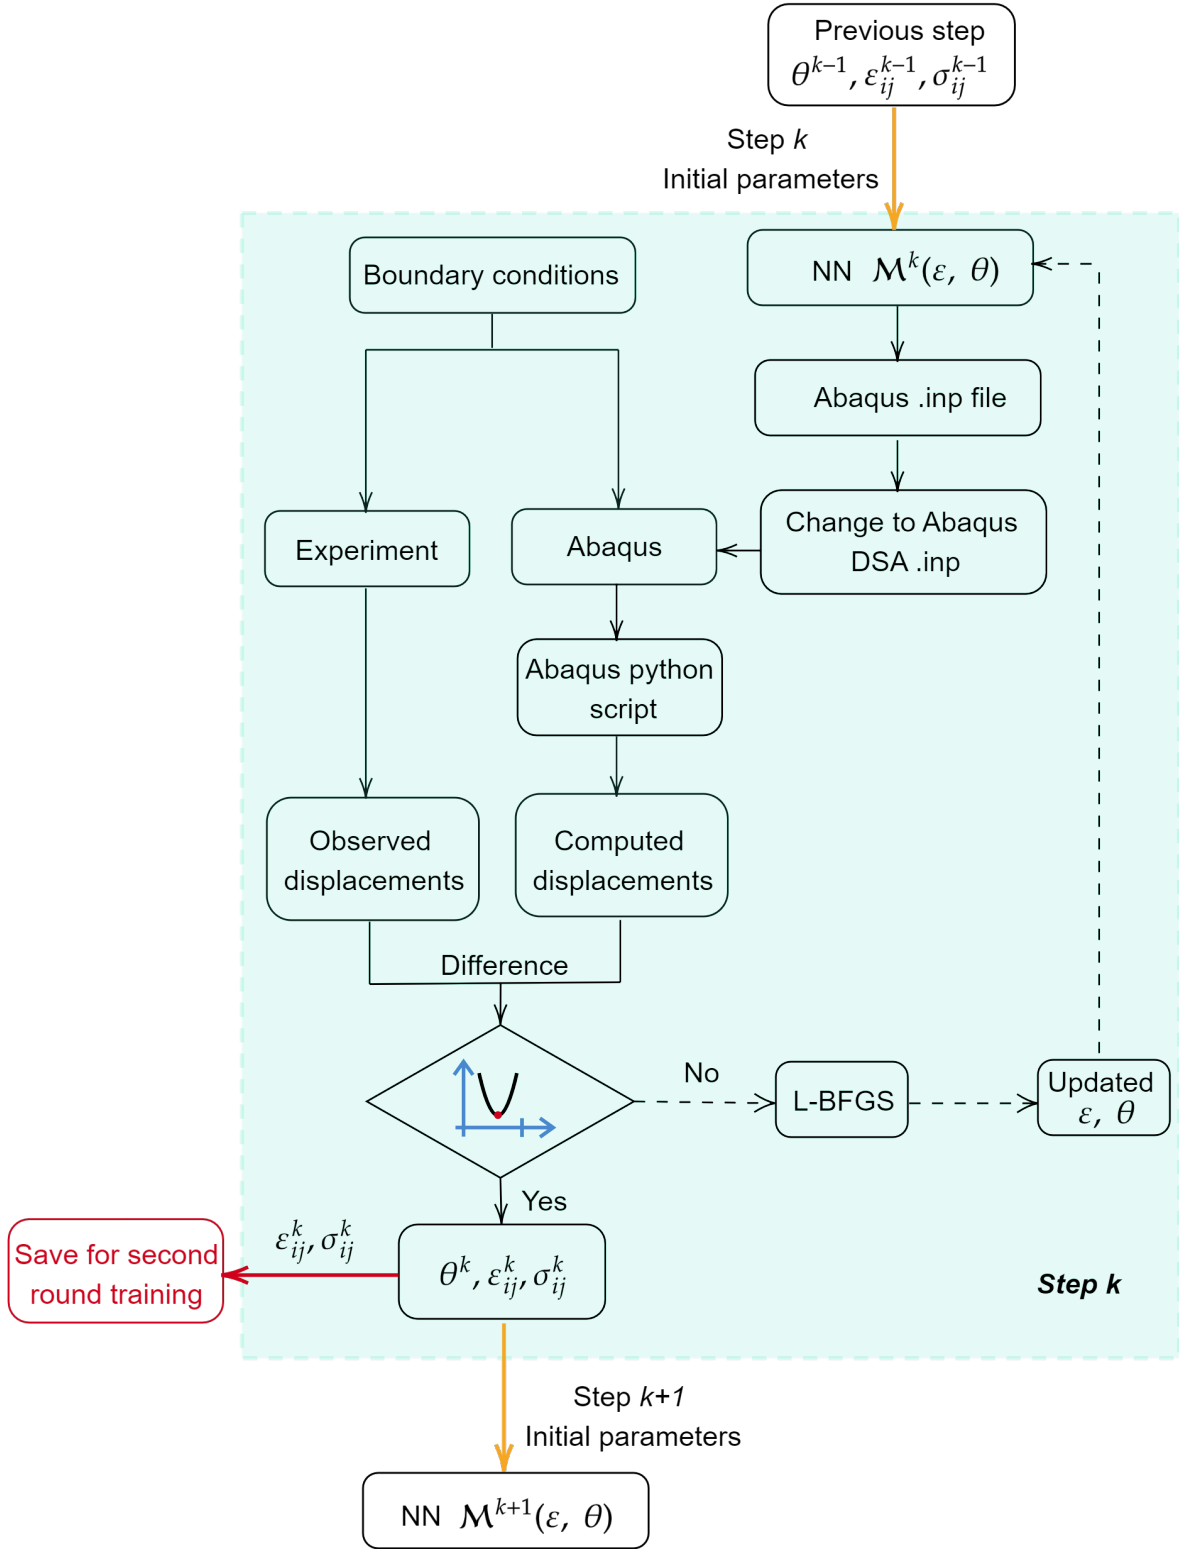 Previous step
θ^{k−1}, ε_{ij}^{k−1}, σ_{ij}^{k−1}
Step k
Initial parameters
Boundary conditions
NN ℳ^k(ε, θ)
Abaqus .inp file
Change to Abaqus
DSA .inp
Experiment
Abaqus
Abaqus python
script
Observed
displacements
Computed
displacements
Difference
No
L-BFGS
Updated
ε, θ
Yes
θ^k, ε_{ij}^k, σ_{ij}^k
ε_{ij}^k, σ_{ij}^k
Save for second
round training
Step k
Step k+1
Initial parameters
NN ℳ^{k+1}(ε, θ)